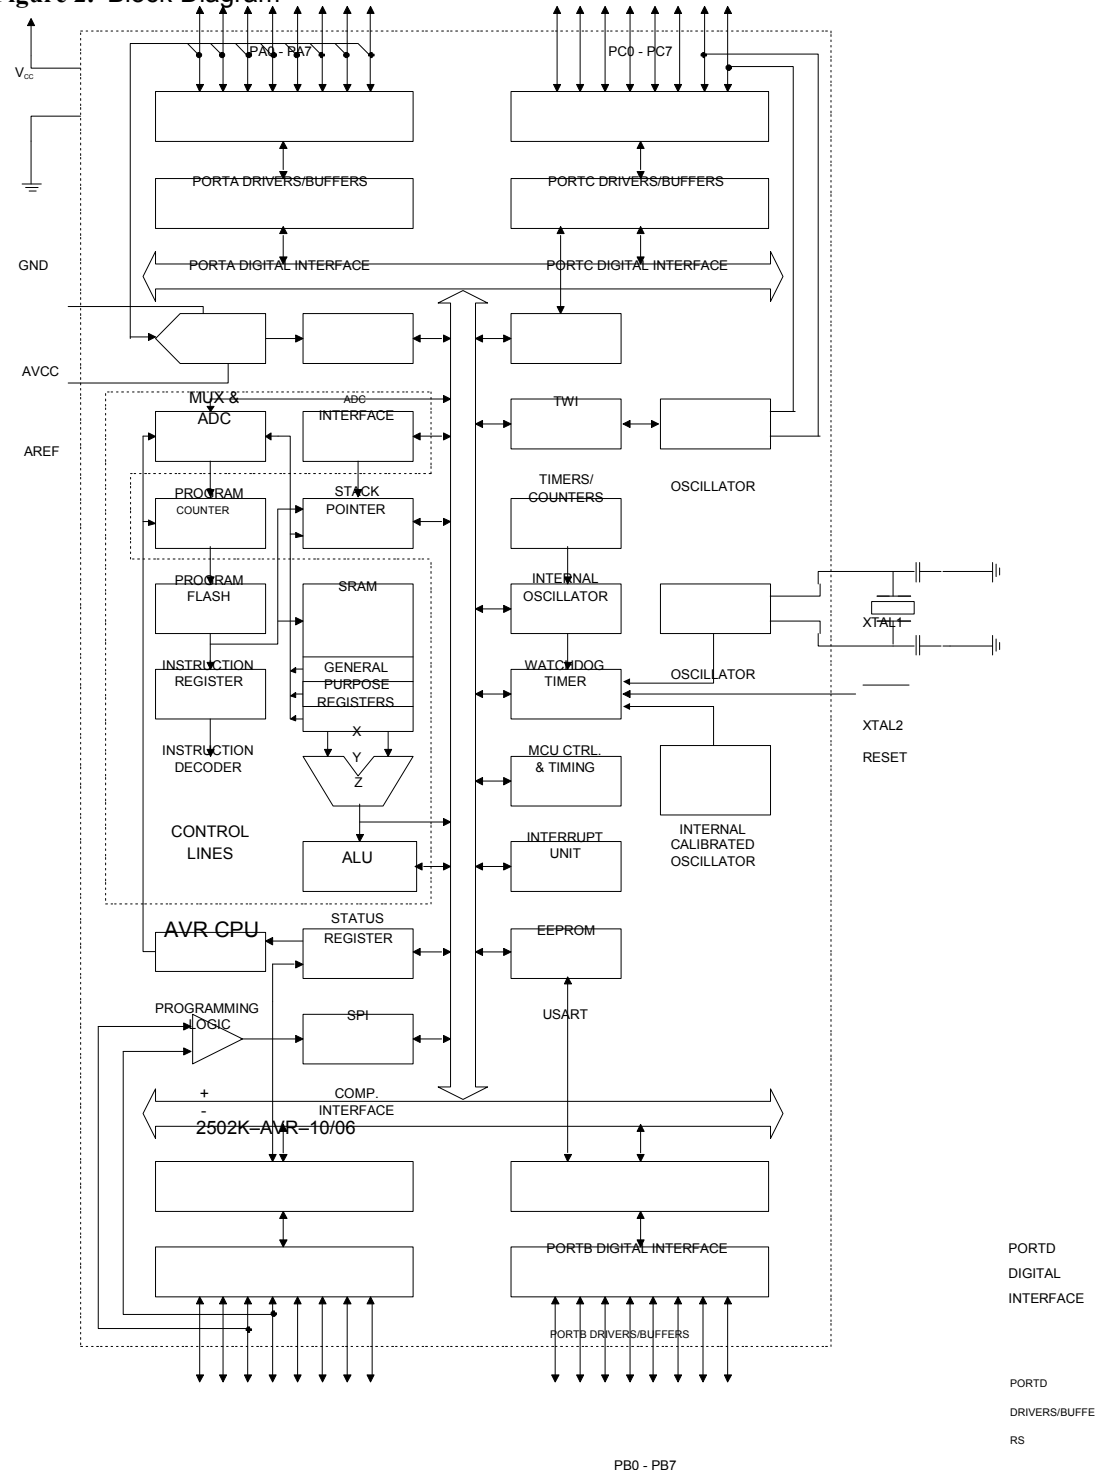 Figure 2. Block Diagram
PA0 - PA7
PC0 - PC7
VCC
PORTA DRIVERS/BUFFERS
PORTC DRIVERS/BUFFERS
GND
PORTA DIGITAL INTERFACE
PORTC DIGITAL INTERFACE
AVCC
MUX &
ADC
ADC
INTERFACE
TWI
AREF
PROGRAM
COUNTER
STACK
POINTER
TIMERS/
COUNTERS
OSCILLATOR
PROGRAM
FLASH
SRAM
INTERNAL
OSCILLATOR
XTAL1
INSTRUCTION
REGISTER
GENERAL
PURPOSE
REGISTERS
WATCHDOG
TIMER
OSCILLATOR
XTAL2
X
Y
Z
INSTRUCTION
DECODER
MCU CTRL.
& TIMING
RESET
CONTROL
LINES
ALU
INTERRUPT
UNIT
INTERNAL
CALIBRATED
OSCILLATOR
AVR CPU
STATUS
REGISTER
EEPROM
PROGRAMMING
LOGIC
SPI
USART
+
-
COMP.
INTERFACE
2502K–AVR–10/06
PORTB DIGITAL INTERFACE
PORTD
DIGITAL
INTERFACE
PORTB DRIVERS/BUFFERS
PORTD
DRIVERS/BUFFE
RS
PB0 - PB7